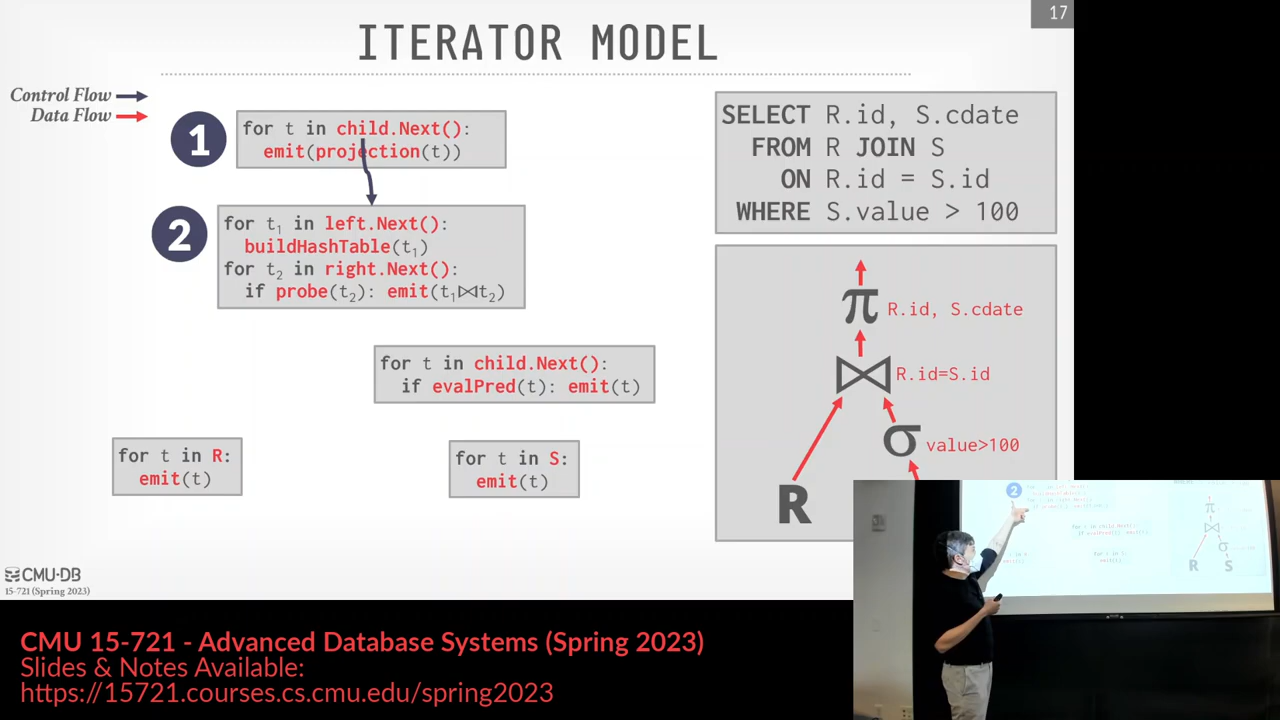 17
ITERATOR MODEL
Control Flow
Data Flow
1
for t in child.Next():
emit(projection(t))
2
for t₁ in left.Next():
buildHashTable(t₁)
for t₂ in right.Next():
if probe(t₂): emit(t₁⨝t₂)
for t in child.Next():
if evalPred(t): emit(t)
for t in R:
emit(t)
for t in S:
emit(t)
SELECT R.id, S.cdate
FROM R JOIN S
ON R.id = S.id
WHERE S.value > 100
π R.id, S.cdate
⨝ R.id=S.id
σ value>100
R
CMU·DB
15-721 (Spring 2023)
2
R S
CMU 15-721 - Advanced Database Systems (Spring 2023)
Slides & Notes Available:
https://15721.courses.cs.cmu.edu/spring2023